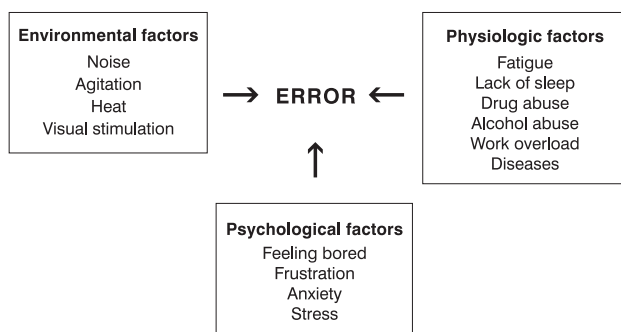 Environmental factors
Noise
Agitation
Heat
Visual stimulation
ERROR
Physiologic factors
Fatigue
Lack of sleep
Drug abuse
Alcohol abuse
Work overload
Diseases
Psychological factors
Feeling bored
Frustration
Anxiety
Stress